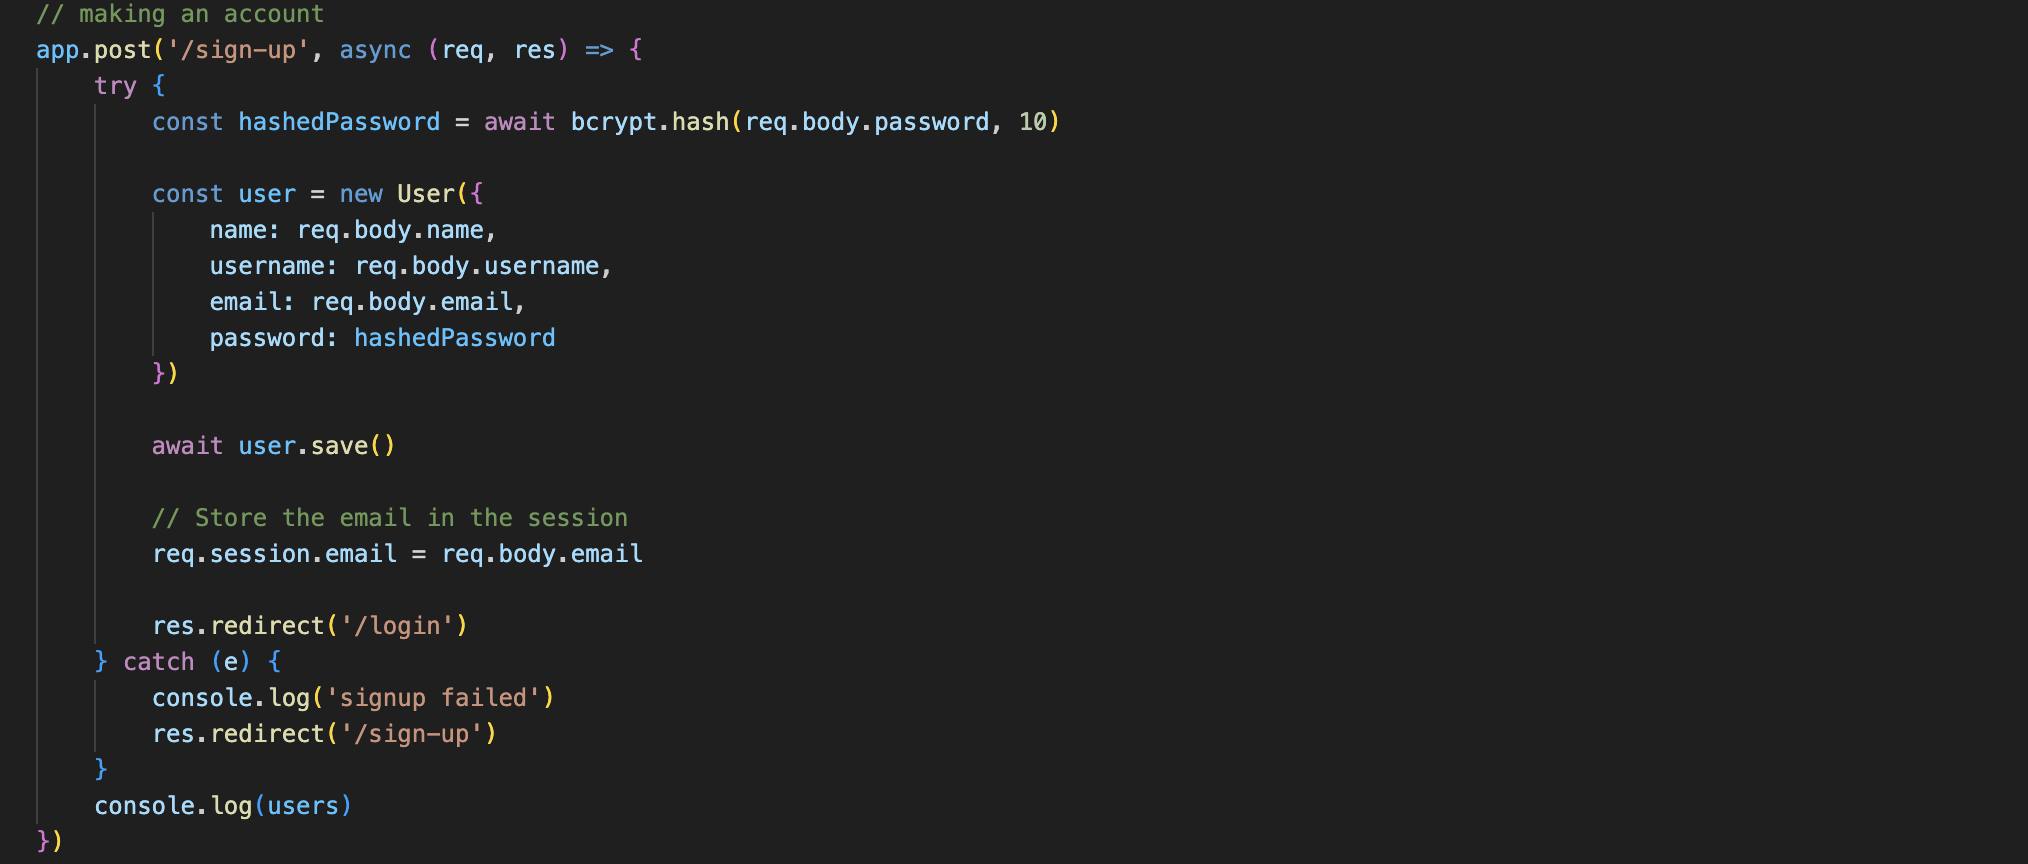 // making an account
app.post('/sign-up', async (req, res) => {
    try {
        const hashedPassword = await bcrypt.hash(req.body.password, 10)

        const user = new User({
            name: req.body.name,
            username: req.body.username,
            email: req.body.email,
            password: hashedPassword
        })

        await user.save()

        // Store the email in the session
        req.session.email = req.body.email

        res.redirect('/login')
    } catch (e) {
        console.log('signup failed')
        res.redirect('/sign-up')
    }
    console.log(users)
})